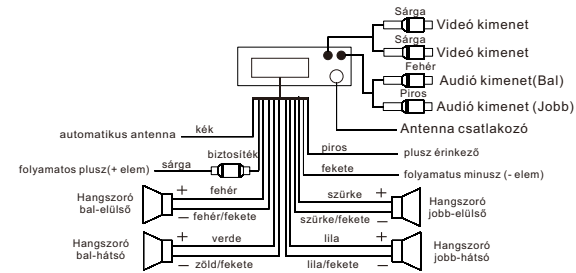 Sárga
Videó kimenet
Sárga
Videó kimenet
Fehér
Audió kimenet(Bal)
Piros
Audió kimenet (Jobb)
Antenna csatlakozó
automatikus antenna
kék
piros
plusz érinkező
folyamatos plusz(+ elem)
sárga
biztosíték
fekete
folyamatus minusz (- elem)
Hangszoró
bal-elülső
+
fehér
– fehér/fekete
szürke
+
szürke/fekete –
Hangszoró
jobb-elülső
Hangszoró
bal-hátsó
+
verde
– zöld/fekete
lila
+
lila/fekete –
Hangszoró
jobb-hátsó